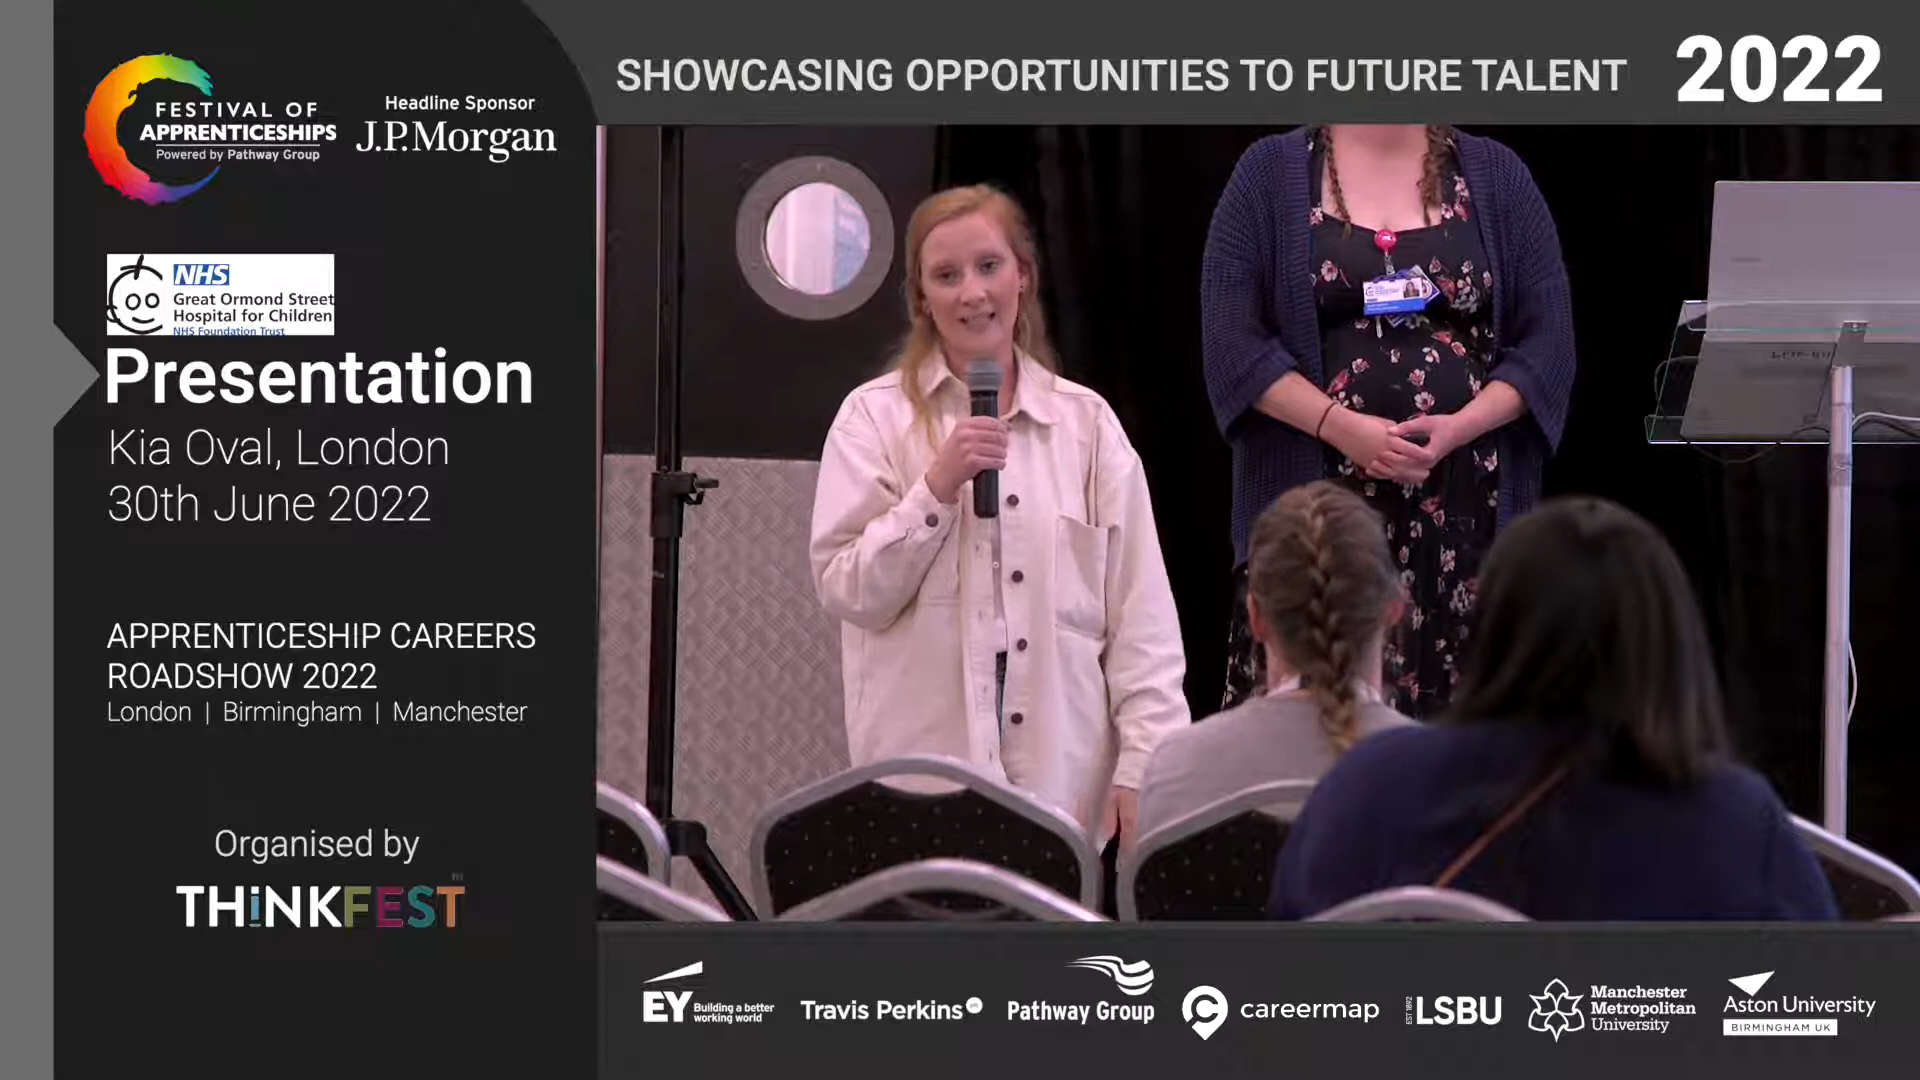 FESTIVAL OF
APPRENTICESHIPS
Powered by Pathway Group
Headline Sponsor
J.P.Morgan
SHOWCASING OPPORTUNITIES TO FUTURE TALENT
2022
NHS
Great Ormond Street
Hospital for Children
NHS Foundation Trust
Presentation
Kia Oval, London
30th June 2022
APPRENTICESHIP CAREERS
ROADSHOW 2022
London | Birmingham | Manchester
Organised by
THiNKFEST
EY
Building a better
working world
Travis Perkins
Pathway Group
careermap
EST 1892
LSBU
Manchester
Metropolitan
University
Aston University
BIRMINGHAM UK